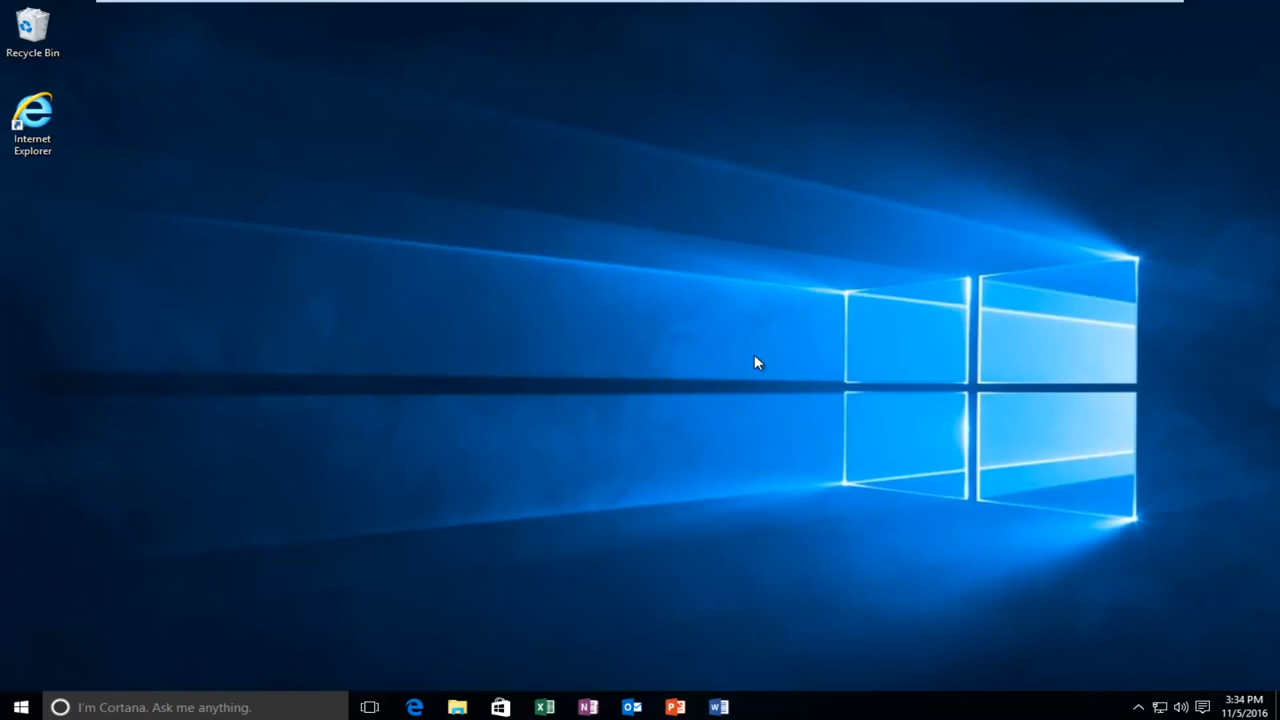 Recycle Bin
Internet
Explorer
I'm Cortana. Ask me anything.
3:34 PM
11/5/2016